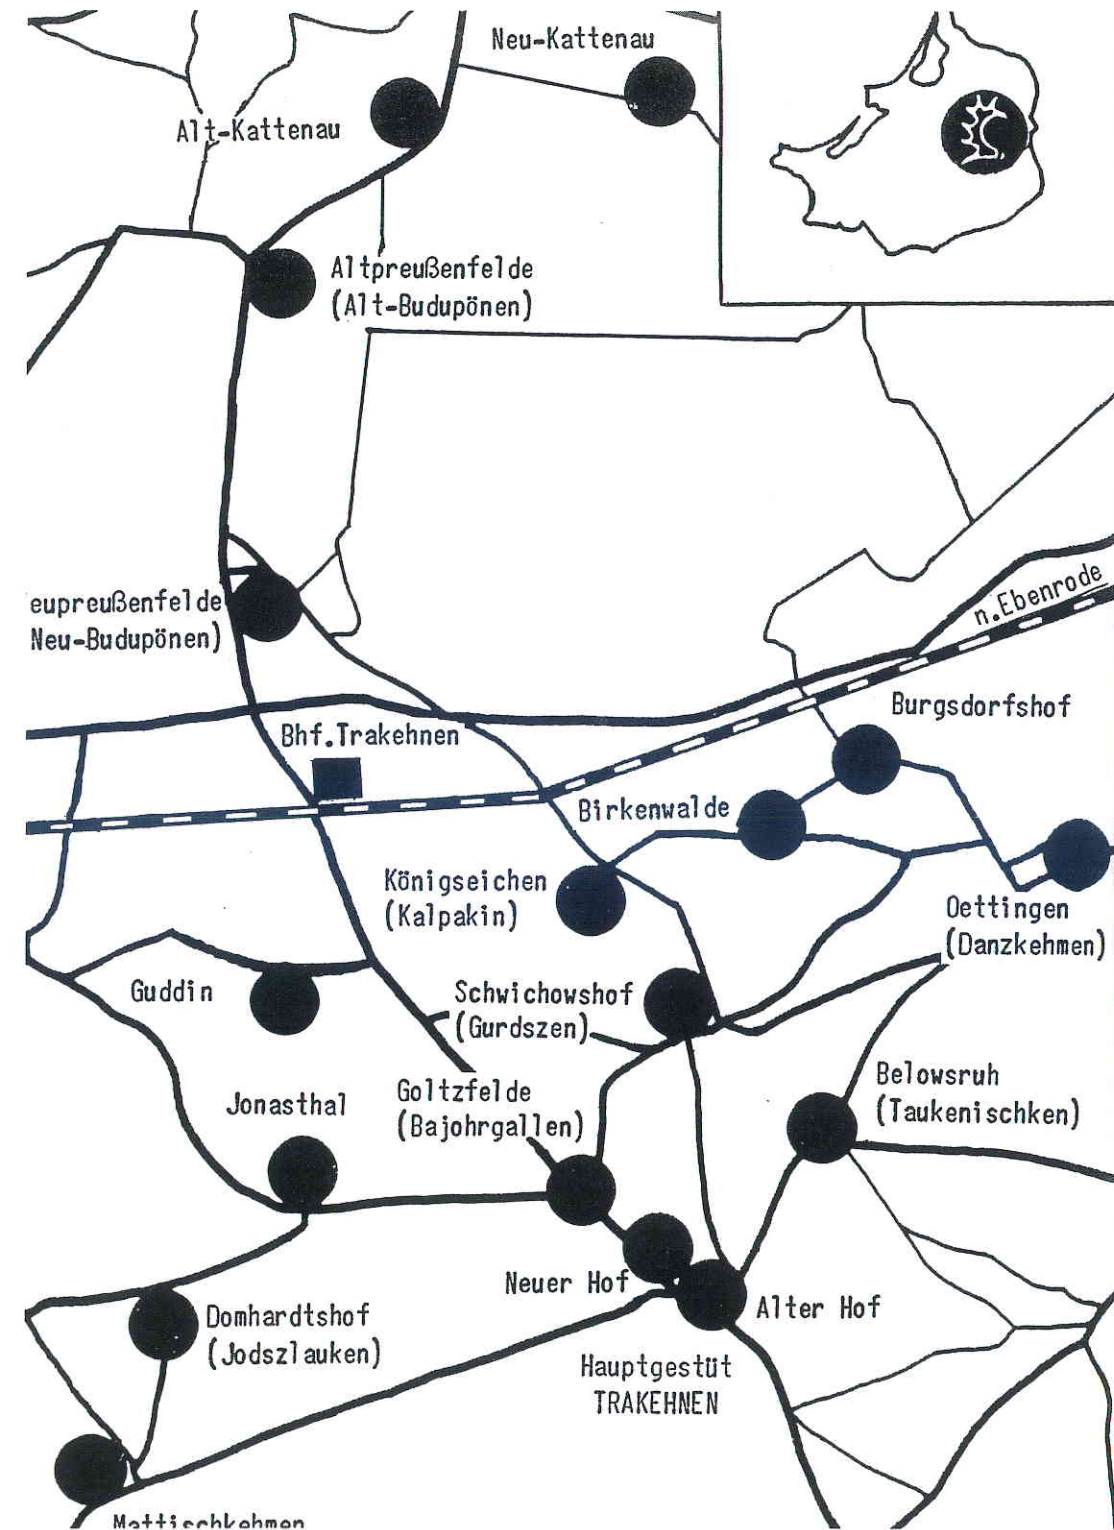 Neu-Kattenau
Alt-Kattenau
Altpreußenfelde
(Alt-Budupönen)
eupreußenfelde
Neu-Budupönen)
n.Ebenrode
Burgsdorfshof
Bhf.Trakehnen
Birkenwalde
Königseichen
(Kalpakin)
Oettingen
(Danzkehmen)
Guddin
Schwichowshof
(Gurdszen)
Belowsruh
(Taukenischken)
Goltzfelde
(Bajohrgallen)
Jonasthal
Neuer Hof
Alter Hof
Domhardtshof
(Jodszlauken)
Hauptgestüt
TRAKEHNEN
Mattischkehmen